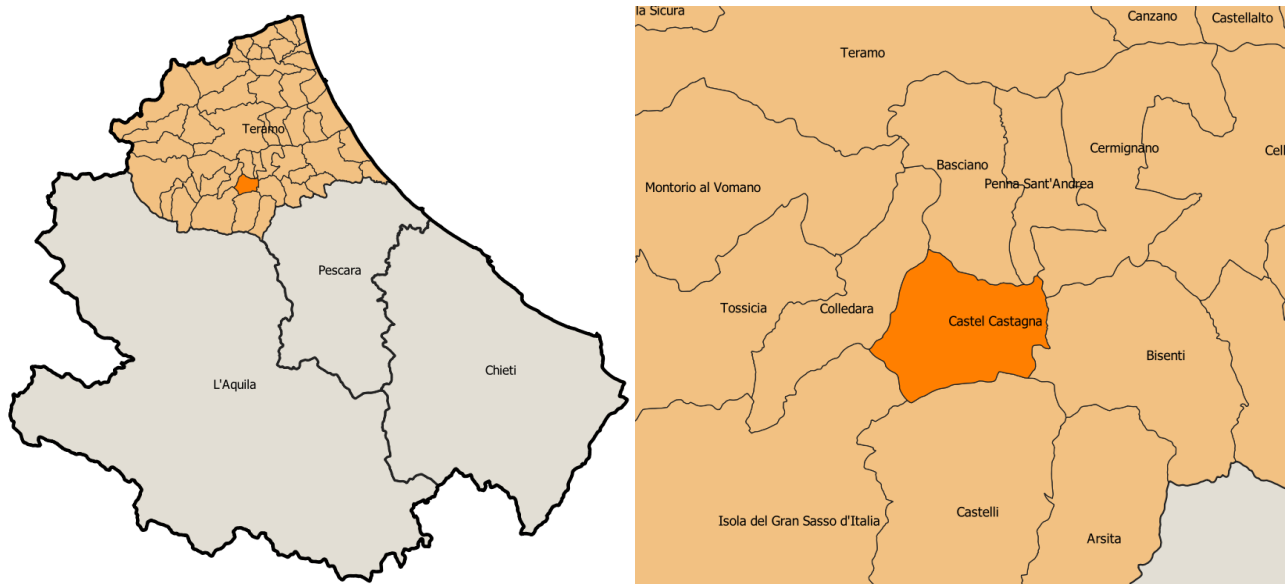 Teramo
Pescara
L'Aquila
Chieti
la Sicura
Canzano
Castellalto
Teramo
Cermignano
Cell
Basciano
Penna Sant'Andrea
Montorio al Vomano
Tossicia
Colledara
Castel Castagna
Bisenti
Isola del Gran Sasso d'Italia
Castelli
Arsita